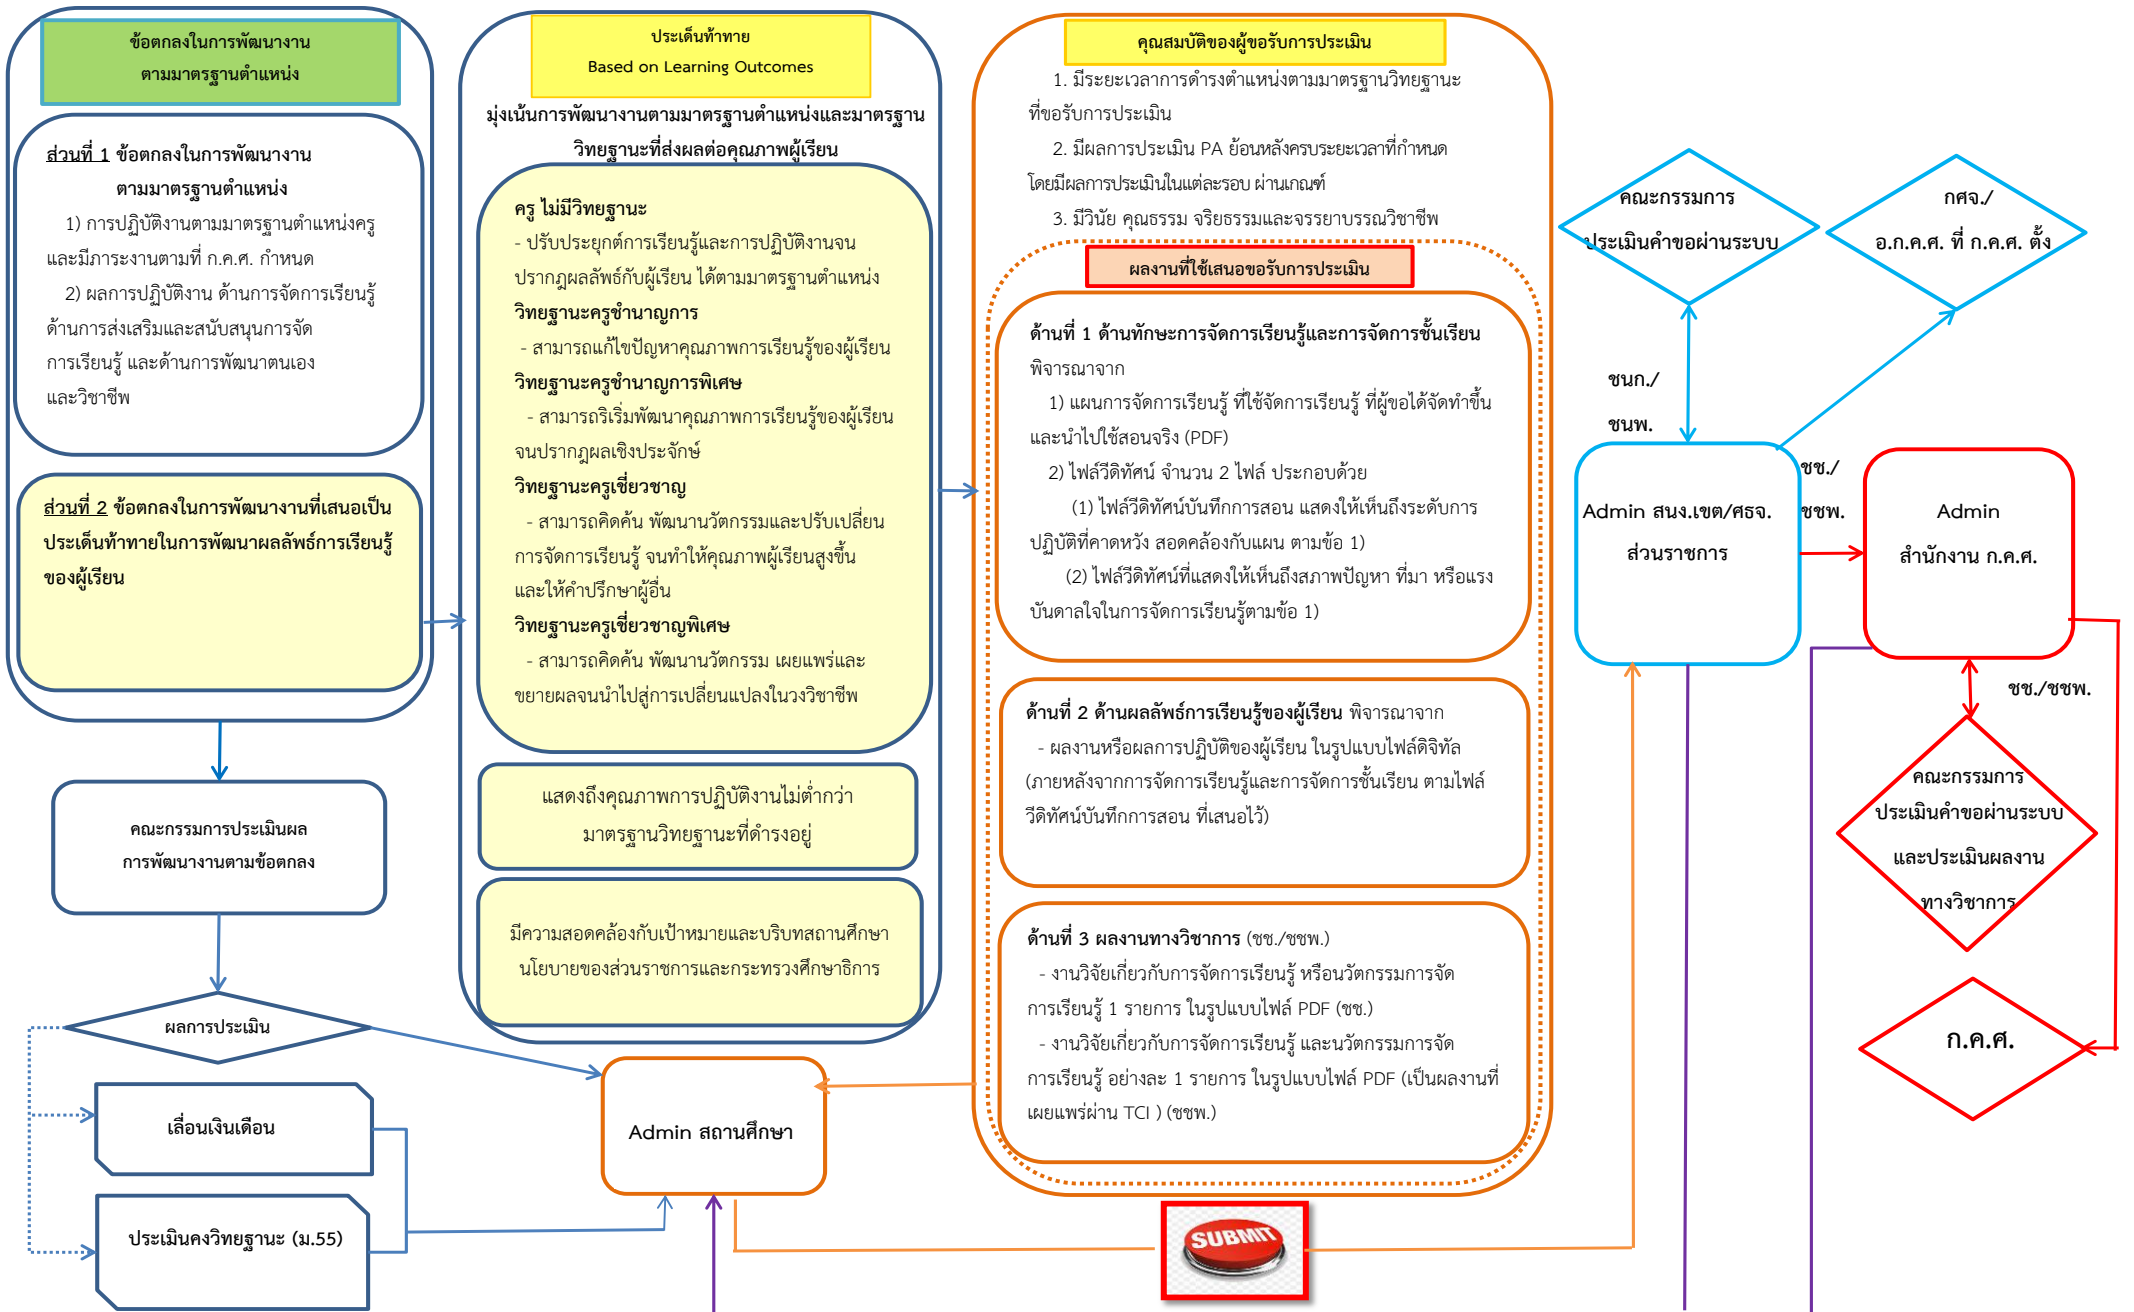 ข้อตกลงในการพัฒนางาน
ตามมาตรฐานตำแหน่ง
ส่วนที่ 1 ข้อตกลงในการพัฒนางาน
ตามมาตรฐานตำแหน่ง
1) การปฏิบัติงานตามมาตรฐานตำแหน่งครู
และมีภาระงานตามที่ ก.ค.ศ. กำหนด
2) ผลการปฏิบัติงาน ด้านการจัดการเรียนรู้
ด้านการส่งเสริมและสนับสนุนการจัด
การเรียนรู้ และด้านการพัฒนาตนเอง
และวิชาชีพ
ส่วนที่ 2 ข้อตกลงในการพัฒนางานที่เสนอเป็น
ประเด็นท้าทายในการพัฒนาผลลัพธ์การเรียนรู้
ของผู้เรียน
คณะกรรมการประเมินผล
การพัฒนางานตามข้อตกลง
ผลการประเมิน
เลื่อนเงินเดือน
ประเมินคงวิทยฐานะ (ม.55)
ประเด็นท้าทาย
Based on Learning Outcomes
มุ่งเน้นการพัฒนางานตามมาตรฐานตำแหน่งและมาตรฐาน
วิทยฐานะที่ส่งผลต่อคุณภาพผู้เรียน
ครู ไม่มีวิทยฐานะ
- ปรับประยุกต์การเรียนรู้และการปฏิบัติงานจน
ปรากฎผลลัพธ์กับผู้เรียน ได้ตามมาตรฐานตำแหน่ง
วิทยฐานะครูชำนาญการ
- สามารถแก้ไขปัญหาคุณภาพการเรียนรู้ของผู้เรียน
วิทยฐานะครูชำนาญการพิเศษ
- สามารถริเริ่มพัฒนาคุณภาพการเรียนรู้ของผู้เรียน
จนปรากฎผลเชิงประจักษ์
วิทยฐานะครูเชี่ยวชาญ
- สามารถคิดค้น พัฒนานวัตกรรมและปรับเปลี่ยน
การจัดการเรียนรู้ จนทำให้คุณภาพผู้เรียนสูงขึ้น
และให้คำปรึกษาผู้อื่น
วิทยฐานะครูเชี่ยวชาญพิเศษ
- สามารถคิดค้น พัฒนานวัตกรรม เผยแพร่และ
ขยายผลจนนำไปสู่การเปลี่ยนแปลงในวงวิชาชีพ
แสดงถึงคุณภาพการปฏิบัติงานไม่ต่ำกว่า
มาตรฐานวิทยฐานะที่ดำรงอยู่
มีความสอดคล้องกับเป้าหมายและบริบทสถานศึกษา
นโยบายของส่วนราชการและกระทรวงศึกษาธิการ
Admin สถานศึกษา
คุณสมบัติของผู้ขอรับการประเมิน
1. มีระยะเวลาการดำรงตำแหน่งตามมาตรฐานวิทยฐานะ
ที่ขอรับการประเมิน
2. มีผลการประเมิน PA ย้อนหลังครบระยะเวลาที่กำหนด
โดยมีผลการประเมินในแต่ละรอบ ผ่านเกณฑ์
3. มีวินัย คุณธรรม จริยธรรมและจรรยาบรรณวิชาชีพ
ผลงานที่ใช้เสนอขอรับการประเมิน
ด้านที่ 1 ด้านทักษะการจัดการเรียนรู้และการจัดการชั้นเรียน
พิจารณาจาก
1) แผนการจัดการเรียนรู้ ที่ใช้จัดการเรียนรู้ ที่ผู้ขอได้จัดทำขึ้น
และนำไปใช้สอนจริง (PDF)
2) ไฟล์วีดิทัศน์ จำนวน 2 ไฟล์ ประกอบด้วย
(1) ไฟล์วีดิทัศน์บันทึกการสอน แสดงให้เห็นถึงระดับการ
ปฏิบัติที่คาดหวัง สอดคล้องกับแผน ตามข้อ 1)
(2) ไฟล์วีดิทัศน์ที่แสดงให้เห็นถึงสภาพปัญหา ที่มา หรือแรง
บันดาลใจในการจัดการเรียนรู้ตามข้อ 1)
ด้านที่ 2 ด้านผลลัพธ์การเรียนรู้ของผู้เรียน พิจารณาจาก
- ผลงานหรือผลการปฏิบัติของผู้เรียน ในรูปแบบไฟล์ดิจิทัล
(ภายหลังจากการจัดการเรียนรู้และการจัดการชั้นเรียน ตามไฟล์
วีดิทัศน์บันทึกการสอน ที่เสนอไว้)
ด้านที่ 3 ผลงานทางวิชาการ (ชช./ชชพ.)
- งานวิจัยเกี่ยวกับการจัดการเรียนรู้ หรือนวัตกรรมการจัด
การเรียนรู้ 1 รายการ ในรูปแบบไฟล์ PDF (ชช.)
- งานวิจัยเกี่ยวกับการจัดการเรียนรู้ และนวัตกรรมการจัด
การเรียนรู้ อย่างละ 1 รายการ ในรูปแบบไฟล์ PDF (เป็นผลงานที่
เผยแพร่ผ่าน TCI ) (ชชพ.)
SUBMIT
คณะกรรมการ
ประเมินคำขอผ่านระบบ
กศจ./
อ.ก.ค.ศ. ที่ ก.ค.ศ. ตั้ง
ชนก./
ชนพ.
Admin สนง.เขต/ศธจ.
ส่วนราชการ
ชช./
ชชพ.
Admin
สำนักงาน ก.ค.ศ.
ชช./ชชพ.
คณะกรรมการ
ประเมินคำขอผ่านระบบ
และประเมินผลงาน
ทางวิชาการ
ก.ค.ศ.